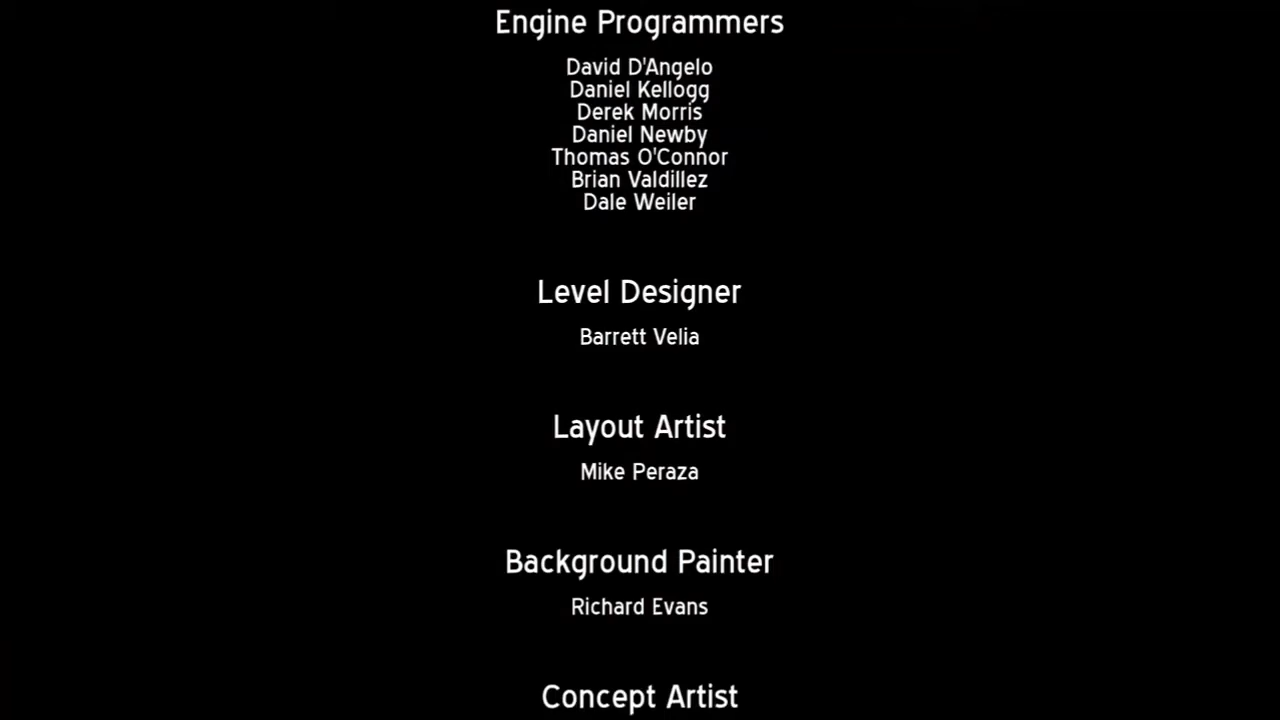 Engine Programmers
David D'Angelo
Daniel Kellogg
Derek Morris
Daniel Newby
Thomas O'Connor
Brian Valdillez
Dale Weiler
Level Designer
Barrett Velia
Layout Artist
Mike Peraza
Background Painter
Richard Evans
Concept Artist